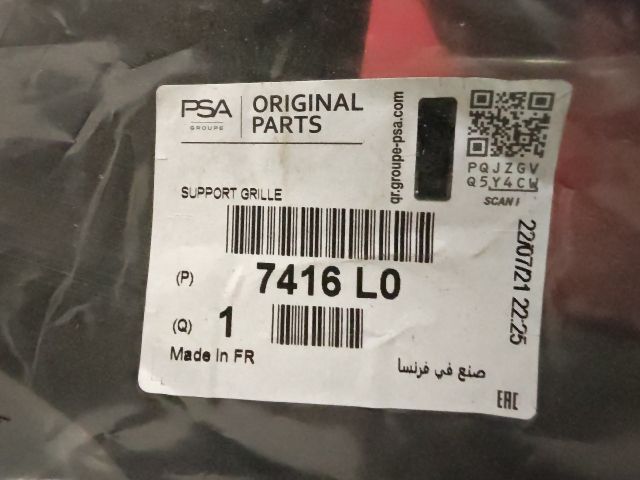 PSA
GROUPE
ORIGINAL
PARTS
qr.groupe-psa.com
PQJZGV
Q5Y4CW
SCAN !
SUPPORT GRILLE
22/07/21 22:25
(P) 7416 L0
(Q) 1
Made in FR
صنع في فرنسا
EAC